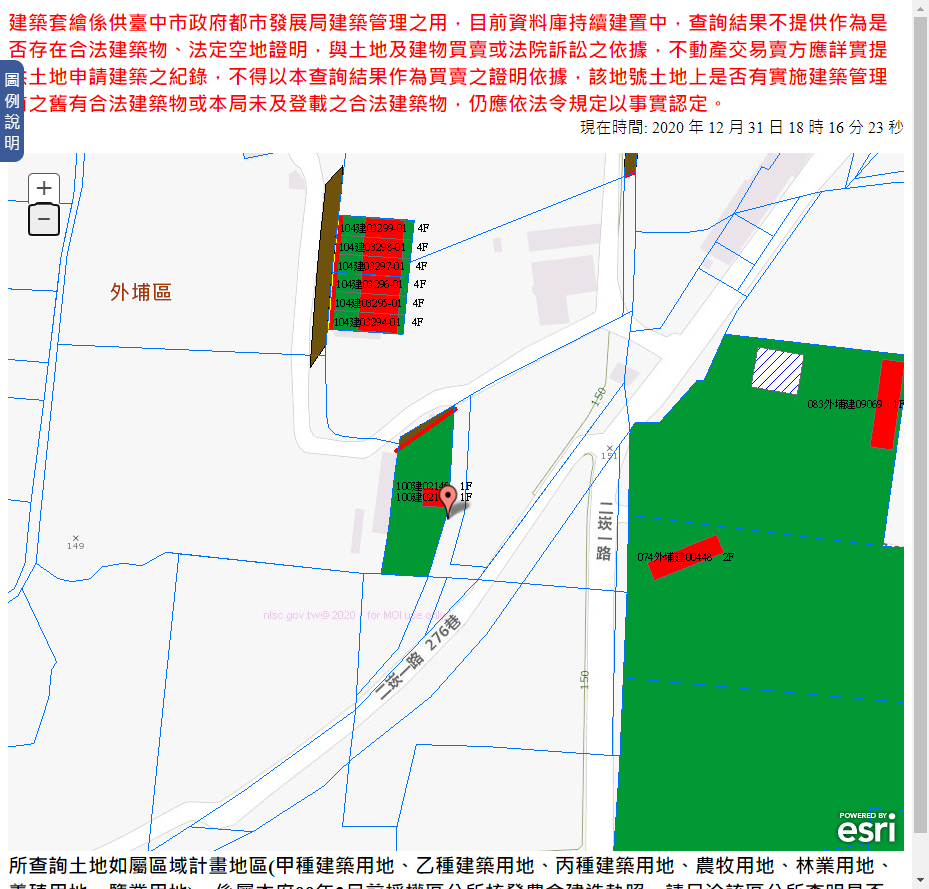 建築套繪係供臺中市政府都市發展局建築管理之用，目前資料庫持續建置中，查詢結果不提供作為是
否存在合法建築物、法定空地證明，與土地及建物買賣或法院訴訟之依據，不動產交易賣方應詳實提
土地申請建築之紀錄，不得以本查詢結果作為買賣之證明依據，該地號土地上是否有實施建築管理
之舊有合法建築物或本局未及登載之合法建築物，仍應依法令規定以事實認定。
圖例說明
現在時間: 2020 年 12 月 31 日 18 時 16 分 23 秒
+
−
104建03299-01 4F
104建03298-01 4F
104建03297-01 4F
104建03296-01 4F
104建03295-01 4F
104建03294-01 4F
外埔區
150
083外埔建09069 1F
151
100建0214 1F
100建021 1F
二崁一路
149
074外埔建00448 2F
nlsc.gov.tw© 2020 for MOI use only
二崁一路 276巷
150
POWERED BY
esri
所查詢土地如屬區域計畫地區(甲種建築用地、乙種建築用地、丙種建築用地、農牧用地、林業用地、